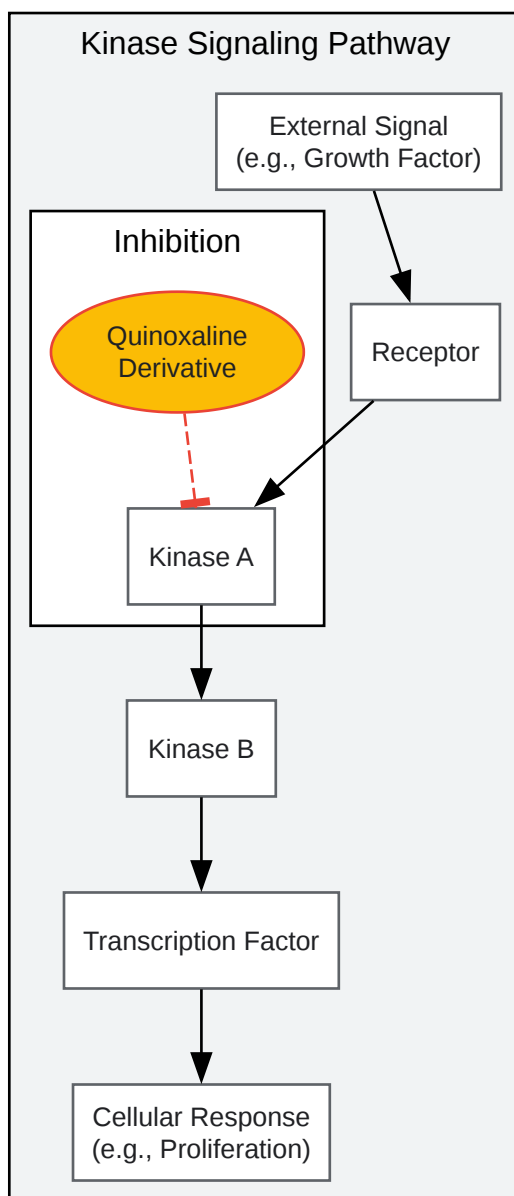 Kinase Signaling Pathway
External Signal
(e.g., Growth Factor)
Inhibition
Quinoxaline
Derivative
Receptor
Kinase A
Kinase B
Transcription Factor
Cellular Response
(e.g., Proliferation)